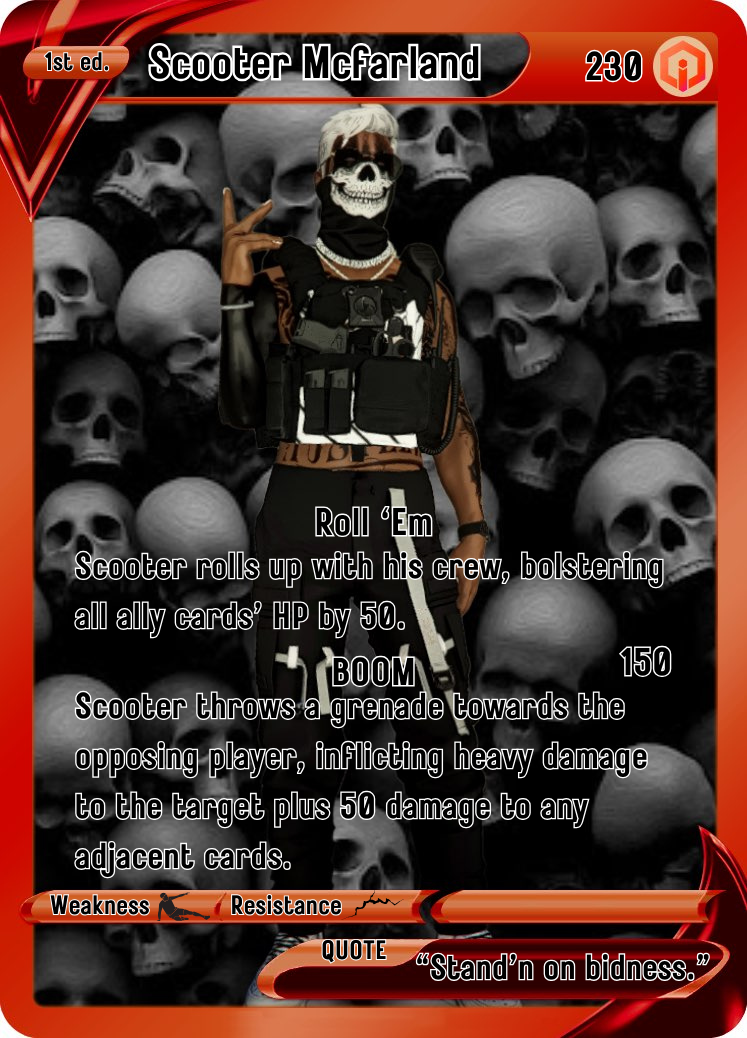 1st ed.
Scooter Mcfarland
230
Roll ‘Em
Scooter rolls up with his crew, bolstering
all ally cards’ HP by 50.
BOOM
150
Scooter throws a grenade towards the
opposing player, inflicting heavy damage
to the target plus 50 damage to any
adjacent cards.
Weakness
Resistance
QUOTE
“Stand’n on bidness.”